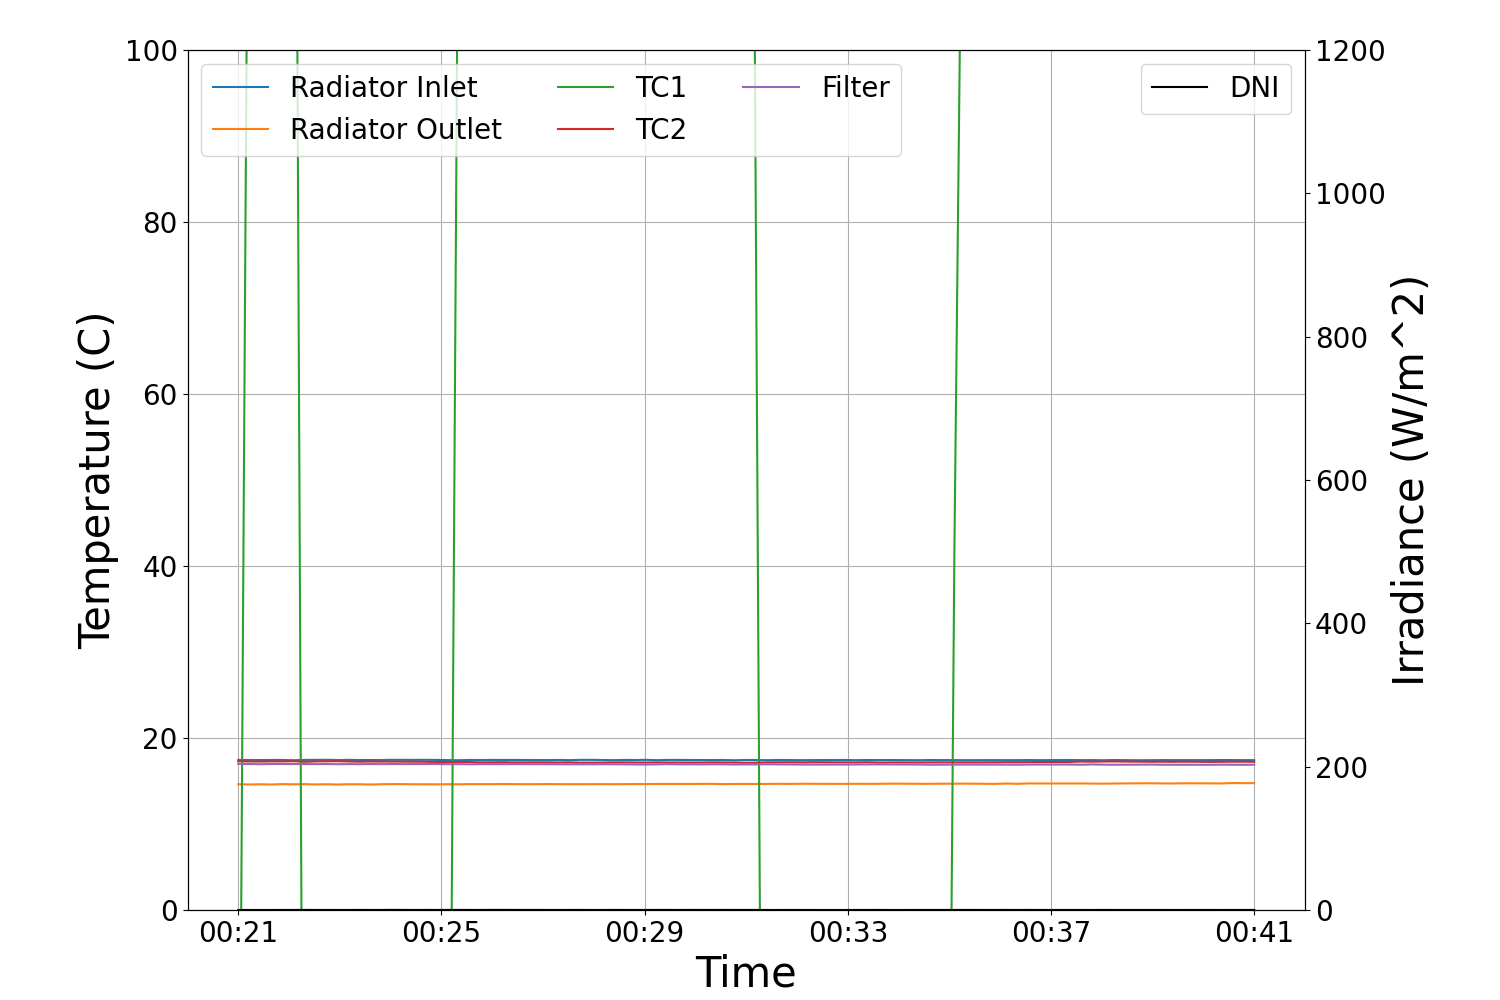 Temperature (C)
100
80
60
40
20
0
Radiator Inlet
Radiator Outlet
TC1
TC2
Filter
DNI
1200
1000
800
600
400
200
0
Irradiance (W/m^2)
00:21 00:25 00:29 00:33 00:37 00:41
Time